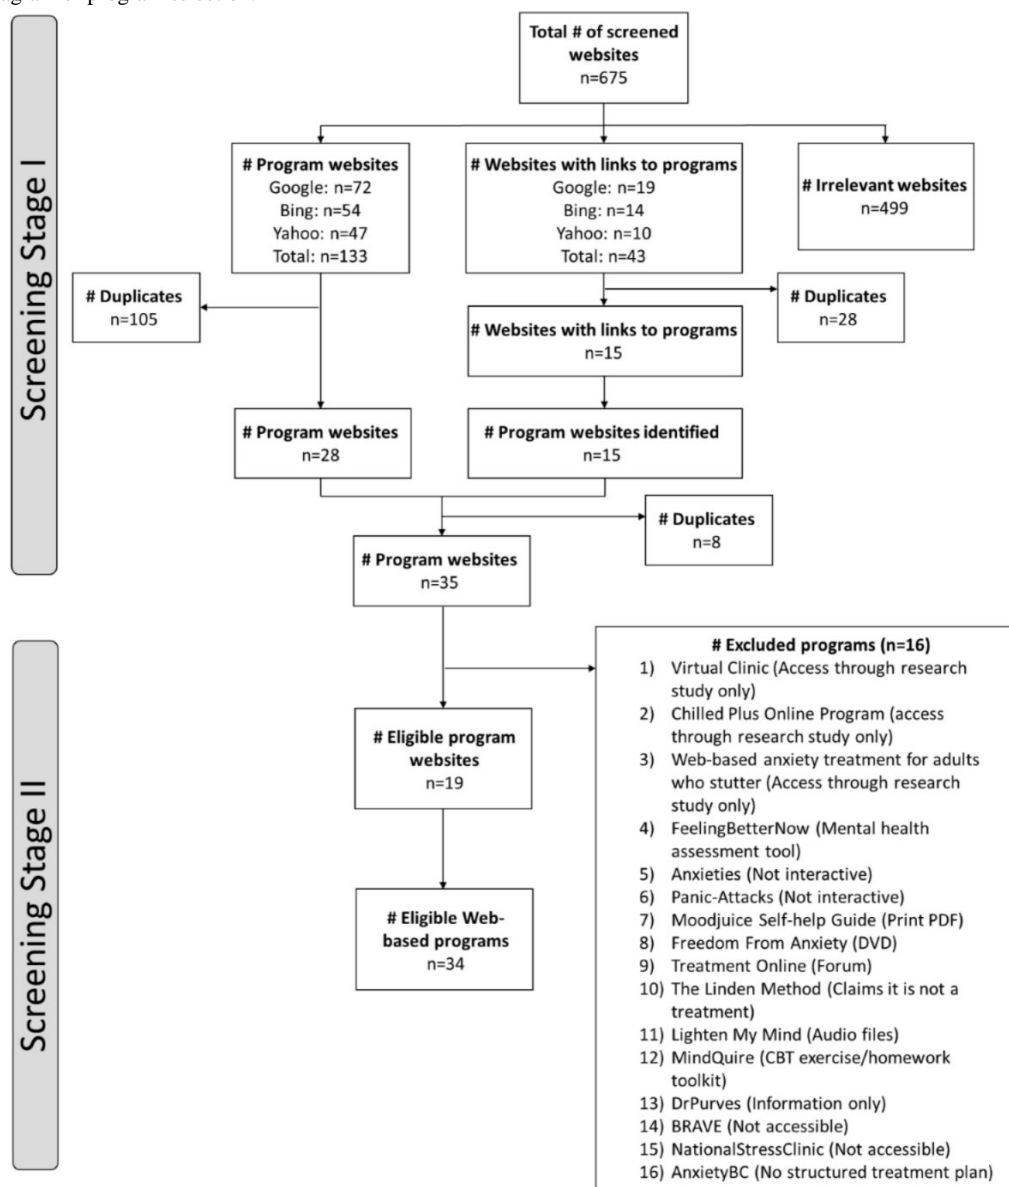 Total # of screened
websites
n=675
Screening Stage I
# Program websites
Google: n=72
Bing: n=54
Yahoo: n=47
Total: n=133
# Websites with links to programs
Google: n=19
Bing: n=14
Yahoo: n=10
Total: n=43
# Irrelevant websites
n=499
# Duplicates
n=105
# Duplicates
n=28
# Websites with links to programs
n=15
# Program websites
n=28
# Program websites identified
n=15
# Duplicates
n=8
# Program websites
n=35
Screening Stage II
# Excluded programs (n=16)
1) Virtual Clinic (Access through research
study only)
2) Chilled Plus Online Program (access
through research study only)
3) Web-based anxiety treatment for adults
who stutter (Access through research
study only)
4) FeelingBetterNow (Mental health
assessment tool)
5) Anxieties (Not interactive)
6) Panic-Attacks (Not interactive)
7) Moodjuice Self-help Guide (Print PDF)
8) Freedom From Anxiety (DVD)
9) Treatment Online (Forum)
10) The Linden Method (Claims it is not a
treatment)
11) Lighten My Mind (Audio files)
12) MindQuire (CBT exercise/homework
toolkit)
13) DrPurves (Information only)
14) BRAVE (Not accessible)
15) NationalStressClinic (Not accessible)
16) AnxietyBC (No structured treatment plan)
# Eligible program
websites
n=19
# Eligible Web-
based programs
n=34